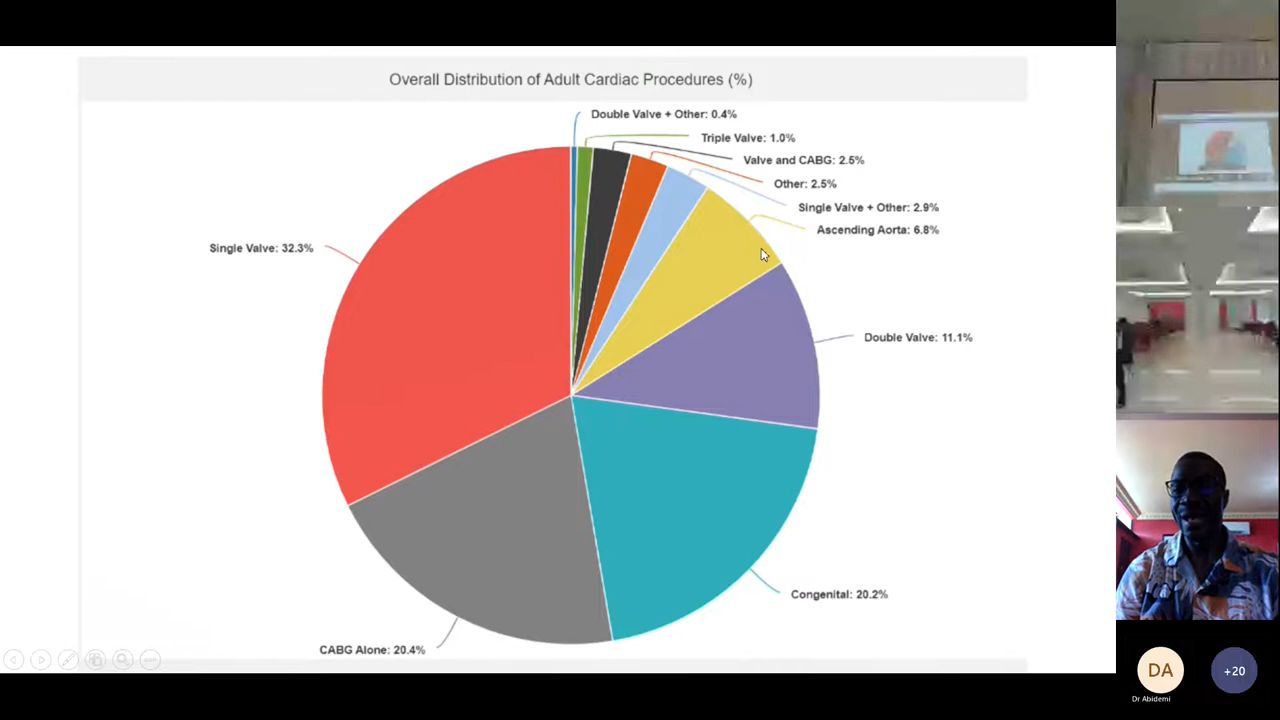 Overall Distribution of Adult Cardiac Procedures (%)
Double Valve + Other: 0.4%
Triple Valve: 1.0%
Valve and CABG: 2.5%
Other: 2.5%
Single Valve + Other: 2.9%
Ascending Aorta: 6.8%
Single Valve: 32.3%
Double Valve: 11.1%
Congenital: 20.2%
CABG Alone: 20.4%
DA
+20
Dr Abidemi